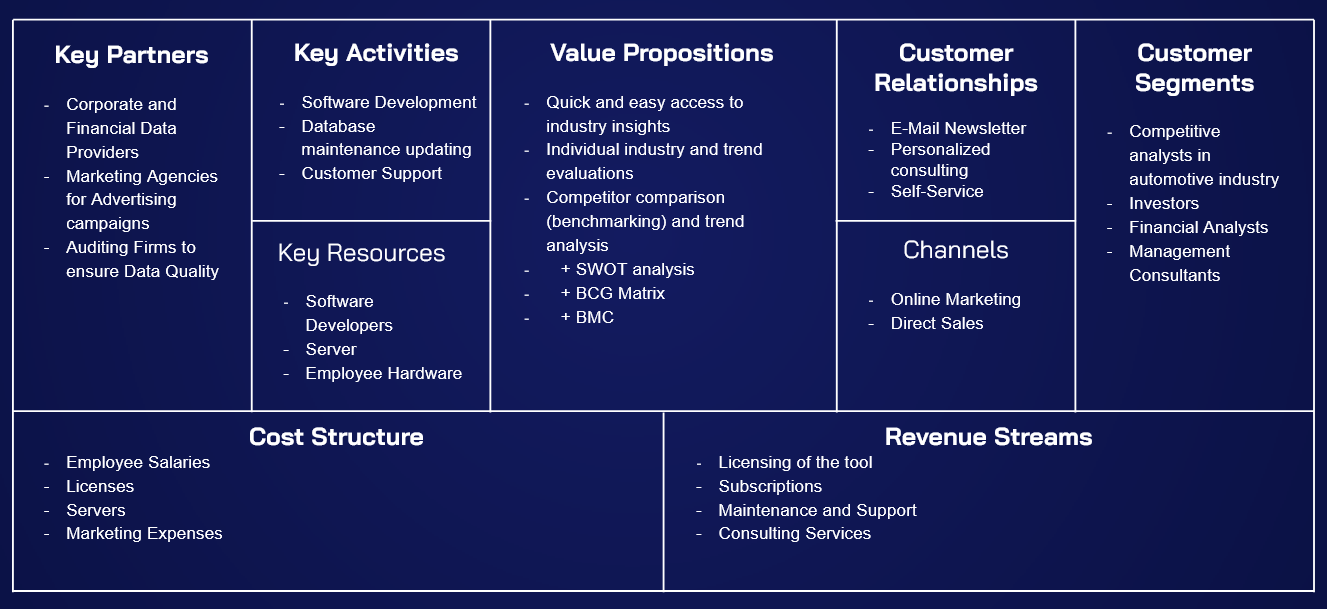 Key Partners
- Corporate and
Financial Data
Providers
- Marketing Agencies
for Advertising
campaigns
- Auditing Firms to
ensure Data Quality
Key Activities
- Software Development
- Database
maintenance updating
- Customer Support
Key Resources
- Software
Developers
- Server
- Employee Hardware
Value Propositions
- Quick and easy access to
industry insights
- Individual industry and trend
evaluations
- Competitor comparison
(benchmarking) and trend
analysis
- + SWOT analysis
- + BCG Matrix
- + BMC
Customer
Relationships
- E-Mail Newsletter
- Personalized
consulting
- Self-Service
Channels
- Online Marketing
- Direct Sales
Customer
Segments
- Competitive
analysts in
automotive industry
- Investors
- Financial Analysts
- Management
Consultants
Cost Structure
- Employee Salaries
- Licenses
- Servers
- Marketing Expenses
Revenue Streams
- Licensing of the tool
- Subscriptions
- Maintenance and Support
- Consulting Services